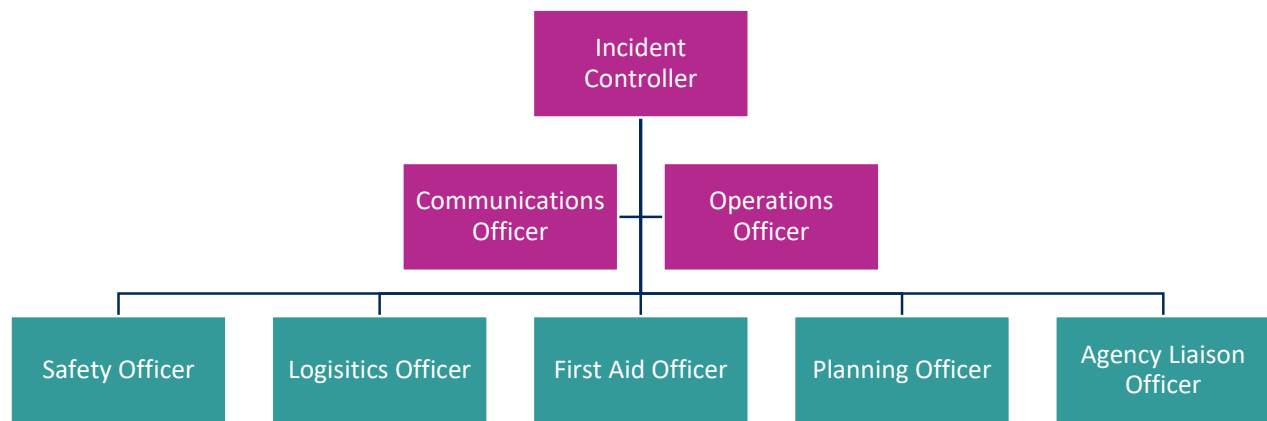 Incident
Controller
Communications
Officer
Operations
Officer
Safety Officer
Logisitics Officer
First Aid Officer
Planning Officer
Agency Liaison
Officer